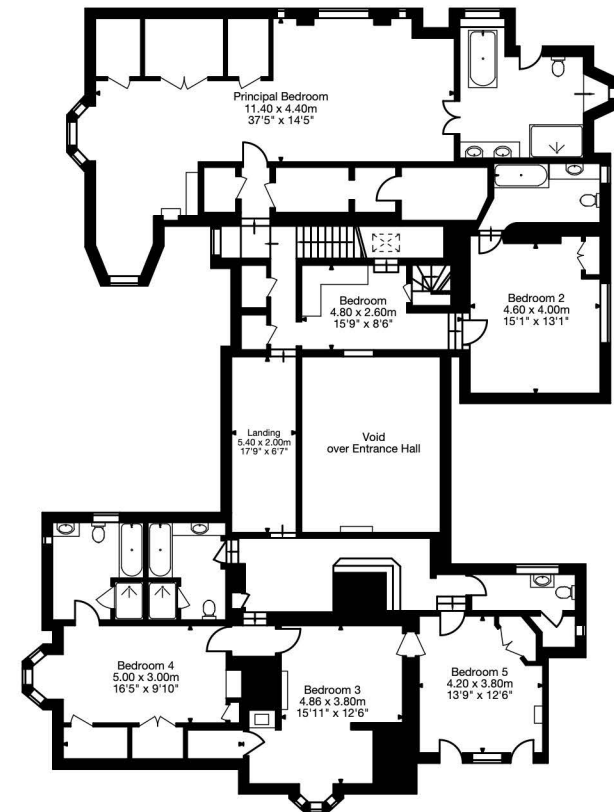 Principal Bedroom
11.40 x 4.40m
37'5" x 14'5"
Bedroom
4.80 x 2.60m
15'9" x 8'6"
Bedroom 2
4.60 x 4.00m
15'1" x 13'1"
Landing
5.40 x 2.00m
17'9" x 6'7"
Void
over Entrance Hall
Bedroom 4
5.00 x 3.00m
16'5" x 9'10"
Bedroom 3
4.86 x 3.80m
15'11" x 12'6"
Bedroom 5
4.20 x 3.80m
13'9" x 12'6"